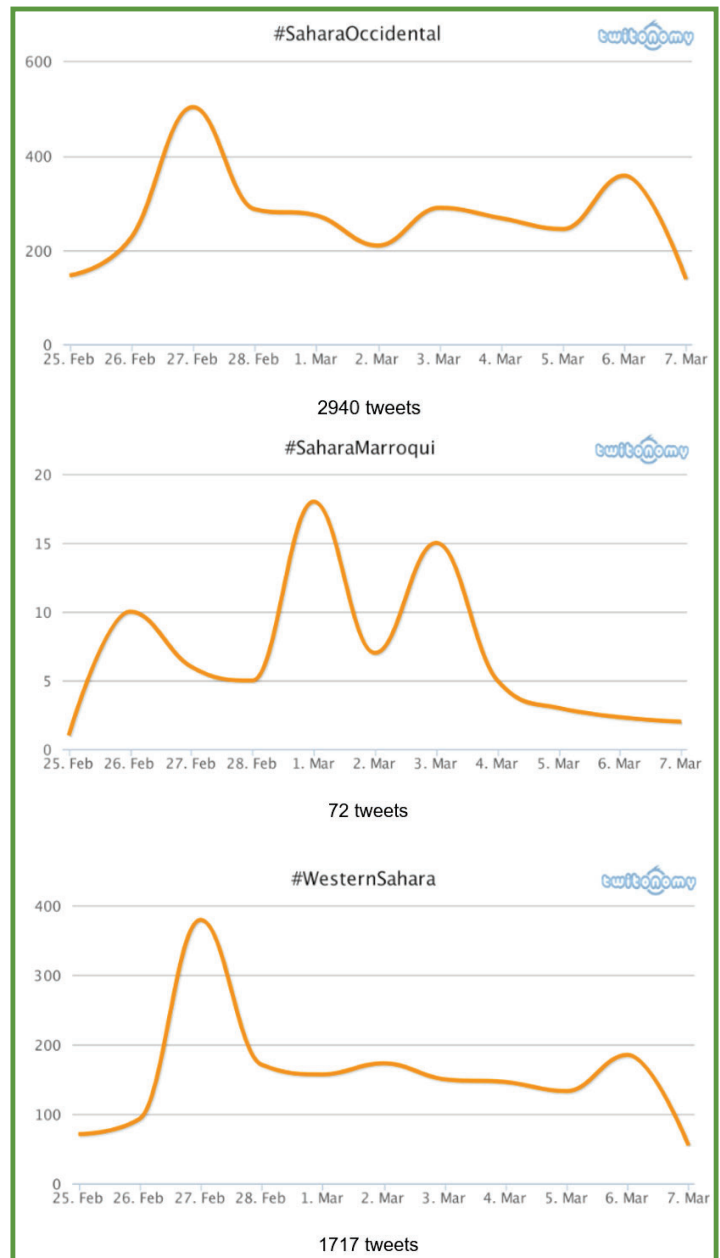 #SaharaOccidental
twitonomy
600
400
200
0
25. Feb 26. Feb 27. Feb 28. Feb 1. Mar 2. Mar 3. Mar 4. Mar 5. Mar 6. Mar 7. Mar
2940 tweets
#SaharaMarroqui
twitonomy
20
15
10
5
0
25. Feb 26. Feb 27. Feb 28. Feb 1. Mar 2. Mar 3. Mar 4. Mar 5. Mar 6. Mar 7. Mar
72 tweets
#WesternSahara
twitonomy
400
300
200
100
0
25. Feb 26. Feb 27. Feb 28. Feb 1. Mar 2. Mar 3. Mar 4. Mar 5. Mar 6. Mar 7. Mar
1717 tweets